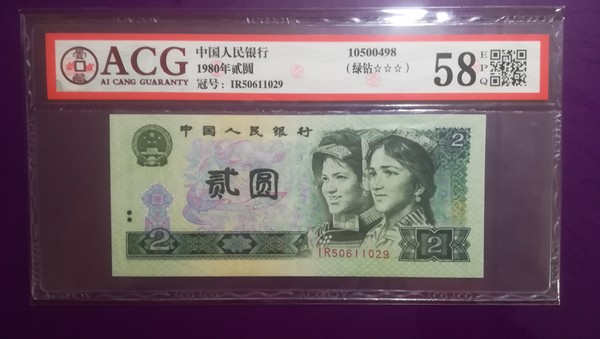 ACG
AI CANG GUARANTY
中国人民银行
1980年贰圆
冠号：IR50611029
10500498
（绿钻☆☆☆）
58
EPQ
中国人民银行
2
贰圆
IR50611029
2
2